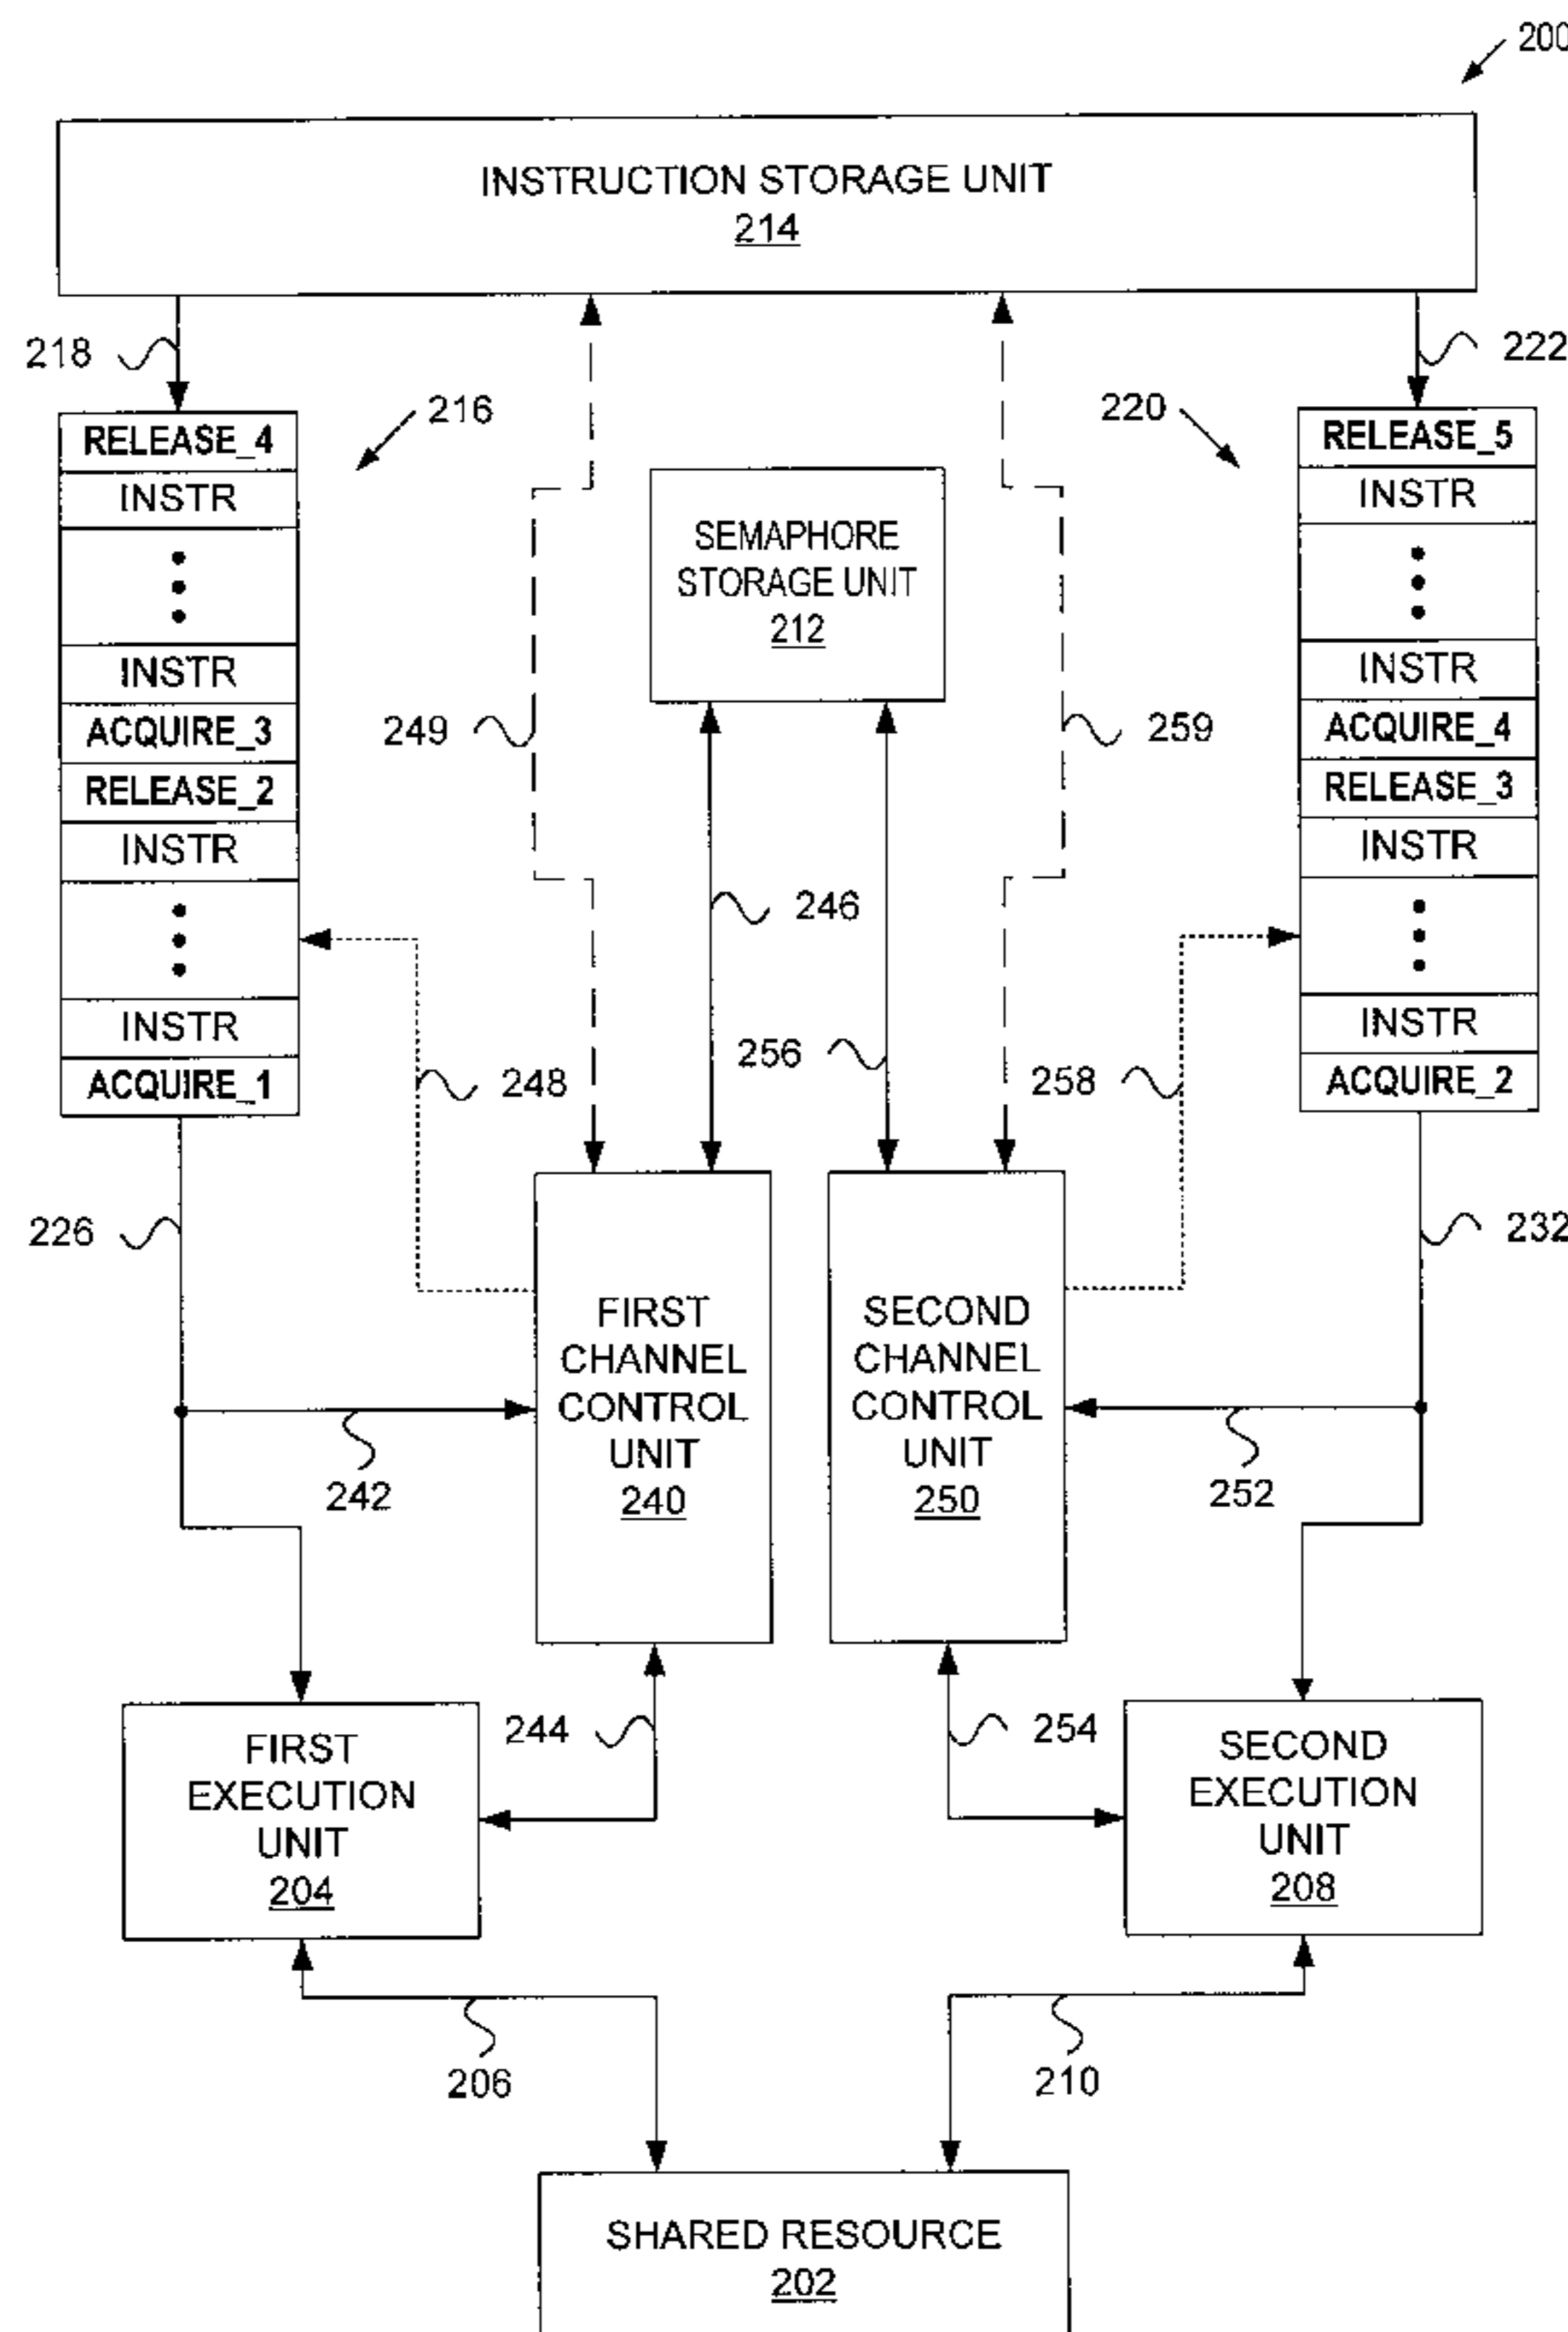 200
INSTRUCTION STORAGE UNIT
214
218
222
216
220
RELEASE_4
INSTR
INSTR
ACQUIRE_3
RELEASE_2
INSTR
INSTR
ACQUIRE_1
RELEASE_5
INSTR
INSTR
ACQUIRE_4
RELEASE_3
INSTR
INSTR
ACQUIRE_2
SEMAPHORE
STORAGE UNIT
212
249
259
246
256
248
258
226
232
FIRST
CHANNEL
CONTROL
UNIT
240
SECOND
CHANNEL
CONTROL
UNIT
250
242
252
244
254
FIRST
EXECUTION
UNIT
204
SECOND
EXECUTION
UNIT
208
206
210
SHARED RESOURCE
202